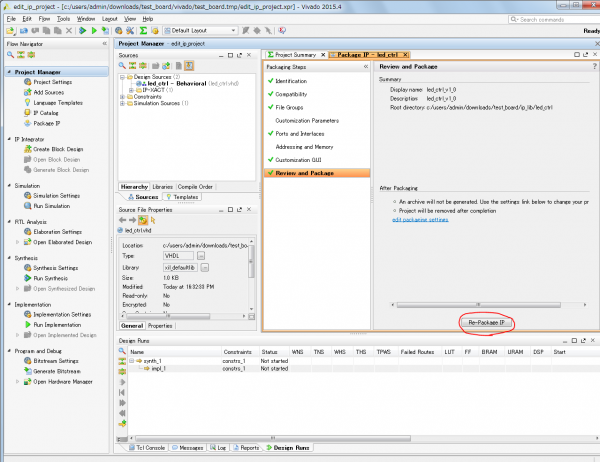 edit_ip_project - [c:/users/admin/downloads/test_board/vivado/test_board.tmp/edit_ip_project.xpr] - Vivado 2015.4
File Edit Flow Tools Window Layout View Help
Search commands
Default Layout
Ready
Flow Navigator
Project Manager
Project Settings
Add Sources
Language Templates
IP Catalog
Package IP
IP Integrator
Create Block Design
Open Block Design
Generate Block Design
Simulation
Simulation Settings
Run Simulation
RTL Analysis
Elaboration Settings
Open Elaborated Design
Synthesis
Synthesis Settings
Run Synthesis
Open Synthesized Design
Implementation
Implementation Settings
Run Implementation
Open Implemented Design
Program and Debug
Bitstream Settings
Generate Bitstream
Open Hardware Manager
Project Manager - edit_ip_project
Sources
Design Sources (2)
led_ctrl - Behavioral (led_ctrl.vhd)
IP-XACT (1)
Constraints
Simulation Sources (1)
Hierarchy Libraries Compile Order
Sources Templates
Source File Properties
led_ctrl.vhd
Location c:/users/admin/downloads/test_boa
Type: VHDL
Library xil_defaultlib
Size: 1.0 KB
Modified: Today at 16:32:33 PM
Read-only: No
Encrypted: No
General Properties
Project Summary Package IP - led_ctrl
Packaging Steps
Identification
Compatibility
File Groups
Customization Parameters
Ports and Interfaces
Addressing and Memory
Customization GUI
Review and Package
Review and Package
Summary
Display name led_ctrl_v1_0
Description led_ctrl_v1_0
Root directory c:/users/admin/downloads/test_board/ip_lib/led_ctrl
After Packaging
An archive will not be generated. Use the settings link below to change your pr
Project will be removed after completion
edit packaging settings
Re-Package IP
Design Runs
Name Constraints Status WNS TNS WHS THS TPWS Failed Routes LUT FF BRAM URAM DSP Start
synth_1 constrs_1 Not started
impl_1 constrs_1 Not started
Tcl Console Messages Log Reports Design Runs